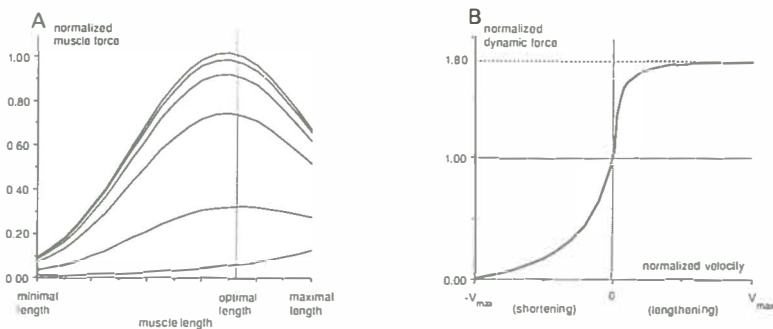 A
normalized
muscle force
1.00
0.80
0.60
0.40
0.20
0.00
minimal
length
optimal
length
maximal
length
muscle length
B
normalized
dynamic force
1.80
1.00
0.00
normalized velocity
-Vmax
(shortening)
0
(lengthening)
Vmax